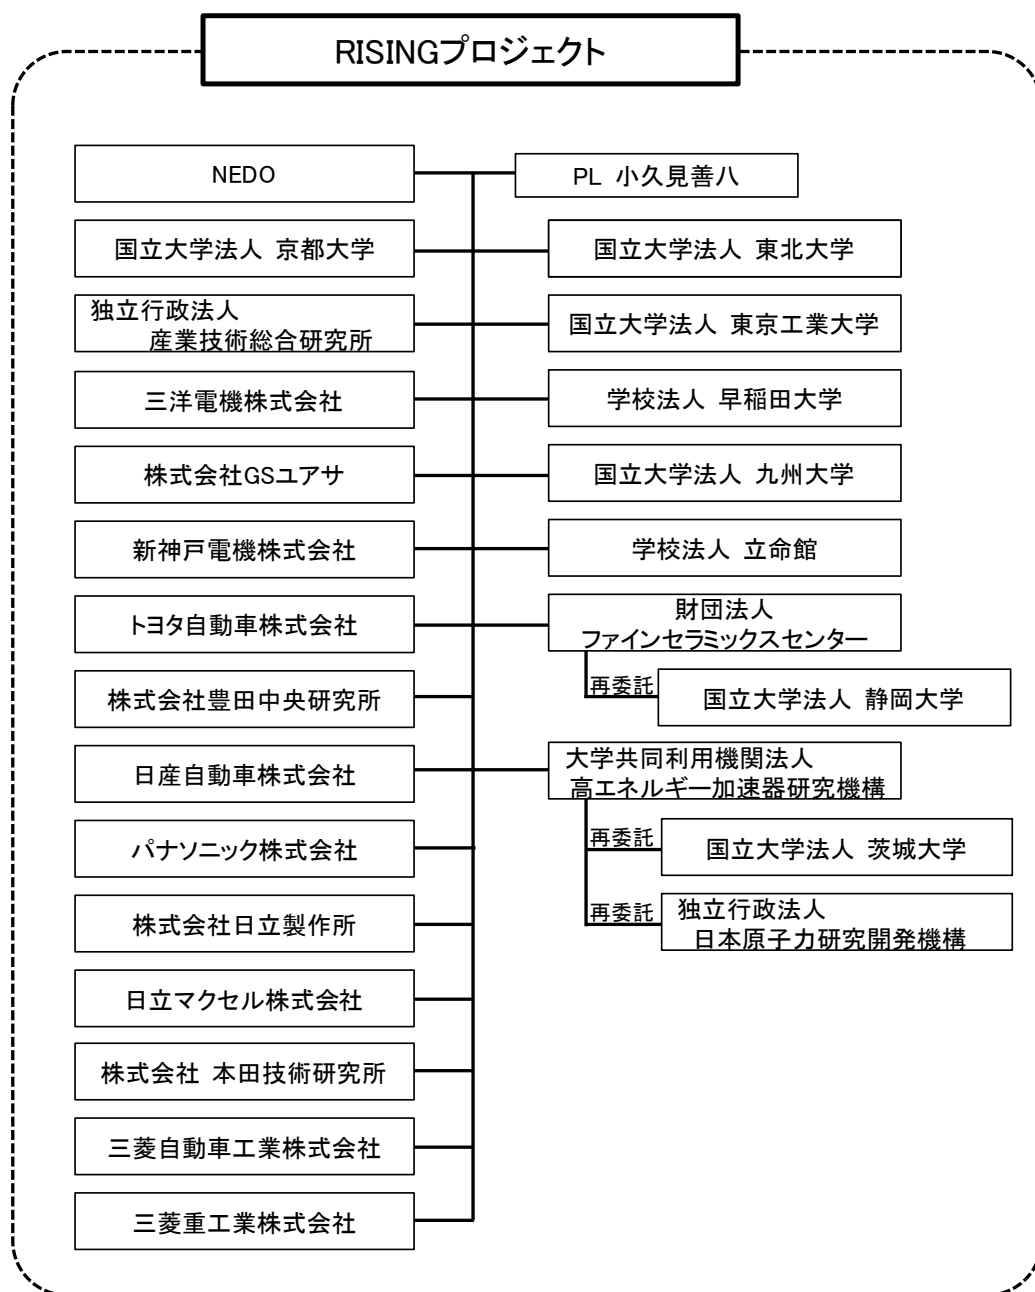 RISINGプロジェクト
NEDO
PL 小久見善八
国立大学法人 京都大学
国立大学法人 東北大学
独立行政法人
産業技術総合研究所
国立大学法人 東京工業大学
三洋電機株式会社
学校法人 早稲田大学
株式会社GSユアサ
国立大学法人 九州大学
新神戸電機株式会社
学校法人 立命館
トヨタ自動車株式会社
財団法人
ファインセラミックスセンター
再委託
株式会社豊田中央研究所
国立大学法人 静岡大学
日産自動車株式会社
大学共同利用機関法人
高エネルギー加速器研究機構
再委託
パナソニック株式会社
国立大学法人 茨城大学
再委託
株式会社日立製作所
独立行政法人
日本原子力研究開発機構
日立マクセル株式会社
株式会社 本田技術研究所
三菱自動車工業株式会社
三菱重工業株式会社